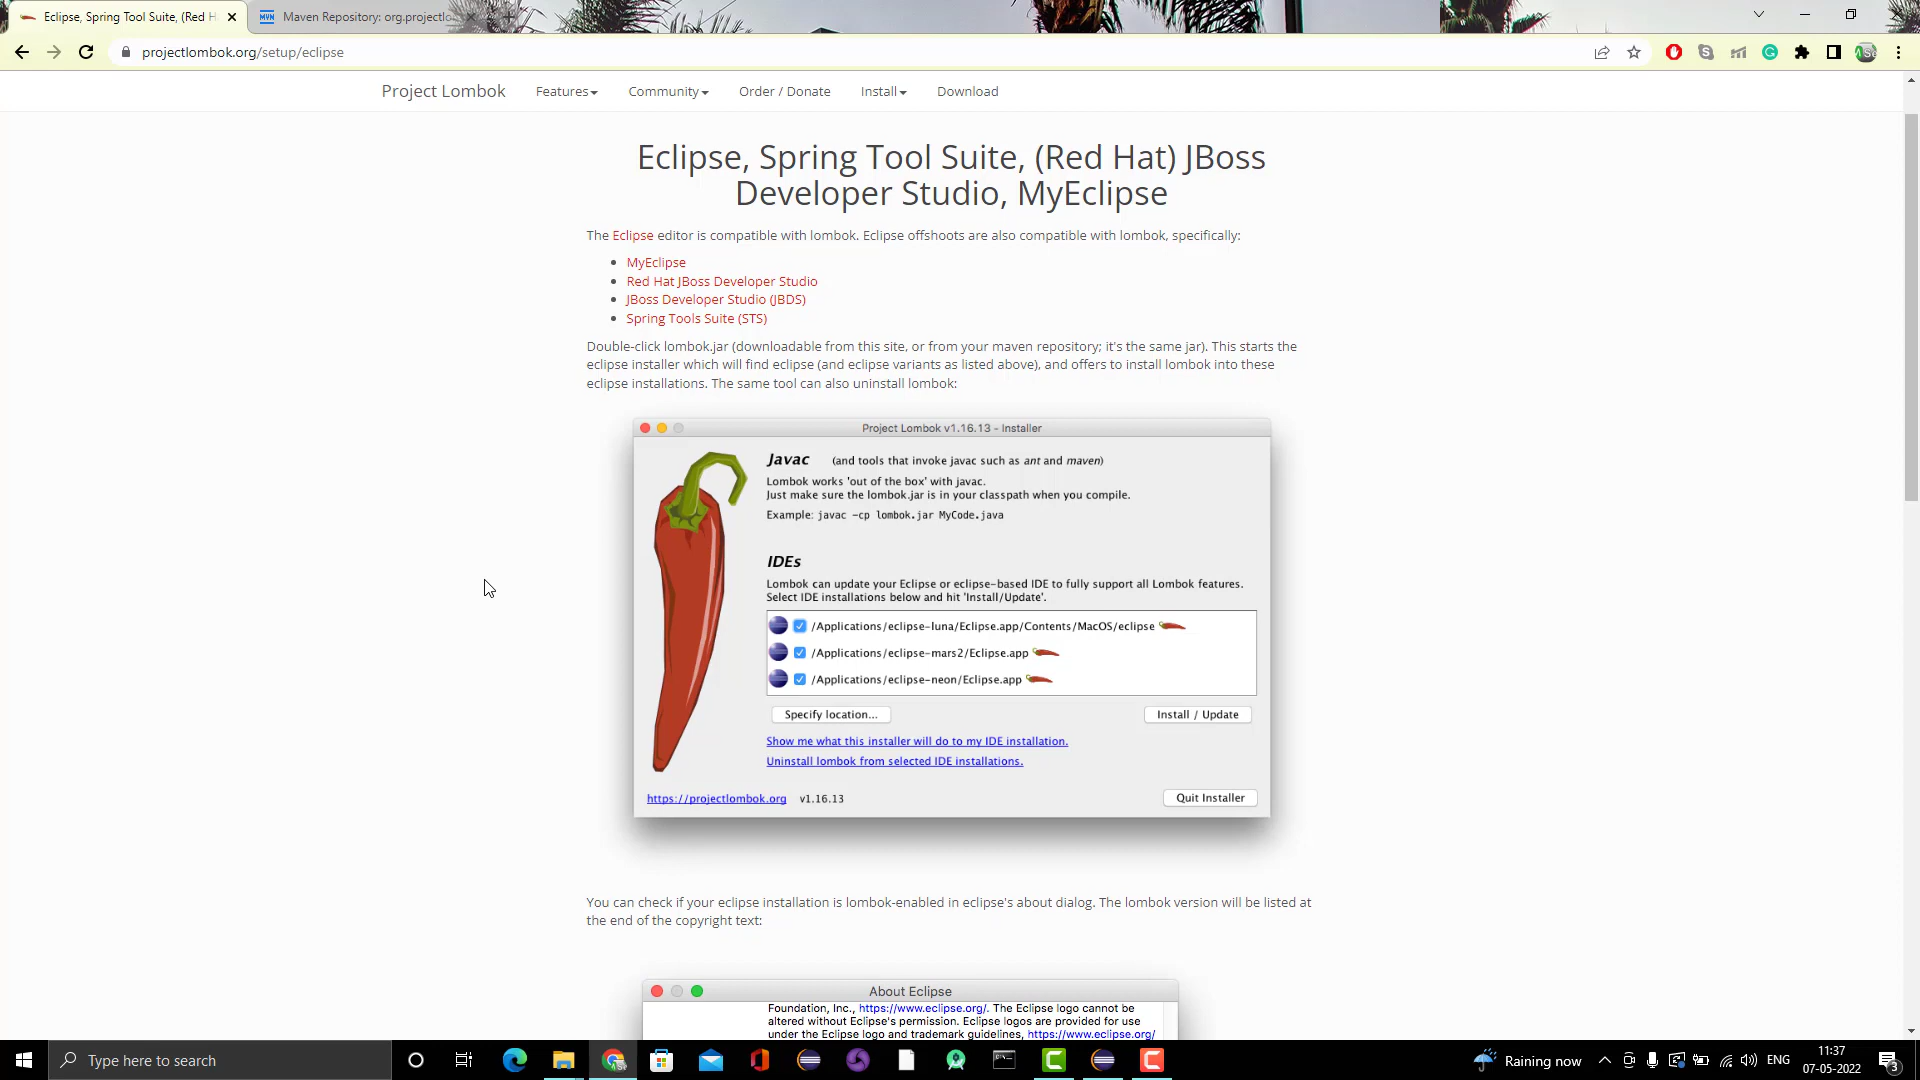 Eclipse, Spring Tool Suite, (Red H
Maven Repository: org.projectlo
projectlombok.org/setup/eclipse
Project Lombok Features Community Order / Donate Install Download
Eclipse, Spring Tool Suite, (Red Hat) JBoss
Developer Studio, MyEclipse
The Eclipse editor is compatible with lombok. Eclipse offshoots are also compatible with lombok, specifically:
MyEclipse
Red Hat JBoss Developer Studio
JBoss Developer Studio (JBDS)
Spring Tools Suite (STS)
Double-click lombok.jar (downloadable from this site, or from your maven repository; it's the same jar). This starts the
eclipse installer which will find eclipse (and eclipse variants as listed above), and offers to install lombok into these
eclipse installations. The same tool can also uninstall lombok:
Project Lombok v1.16.13 - Installer
Javac (and tools that invoke javac such as ant and maven)
Lombok works 'out of the box' with javac.
Just make sure the lombok.jar is in your classpath when you compile.
Example: javac -cp lombok.jar MyCode.java
IDEs
Lombok can update your Eclipse or eclipse-based IDE to fully support all Lombok features.
Select IDE installations below and hit 'Install/Update'.
/Applications/eclipse-luna/Eclipse.app/Contents/MacOS/eclipse
/Applications/eclipse-mars2/Eclipse.app
/Applications/eclipse-neon/Eclipse.app
Specify location... Install / Update
Show me what this installer will do to my IDE installation.
Uninstall lombok from selected IDE installations.
https://projectlombok.org v1.16.13 Quit Installer
You can check if your eclipse installation is lombok-enabled in eclipse's about dialog. The lombok version will be listed at
the end of the copyright text:
About Eclipse
Foundation, Inc., https://www.eclipse.org/. The Eclipse logo cannot be
altered without Eclipse's permission. Eclipse logos are provided for use
under the Eclipse logo and trademark guidelines, https://www.eclipse.org/
Type here to search
Raining now
ENG
11:37
07-05-2022
3